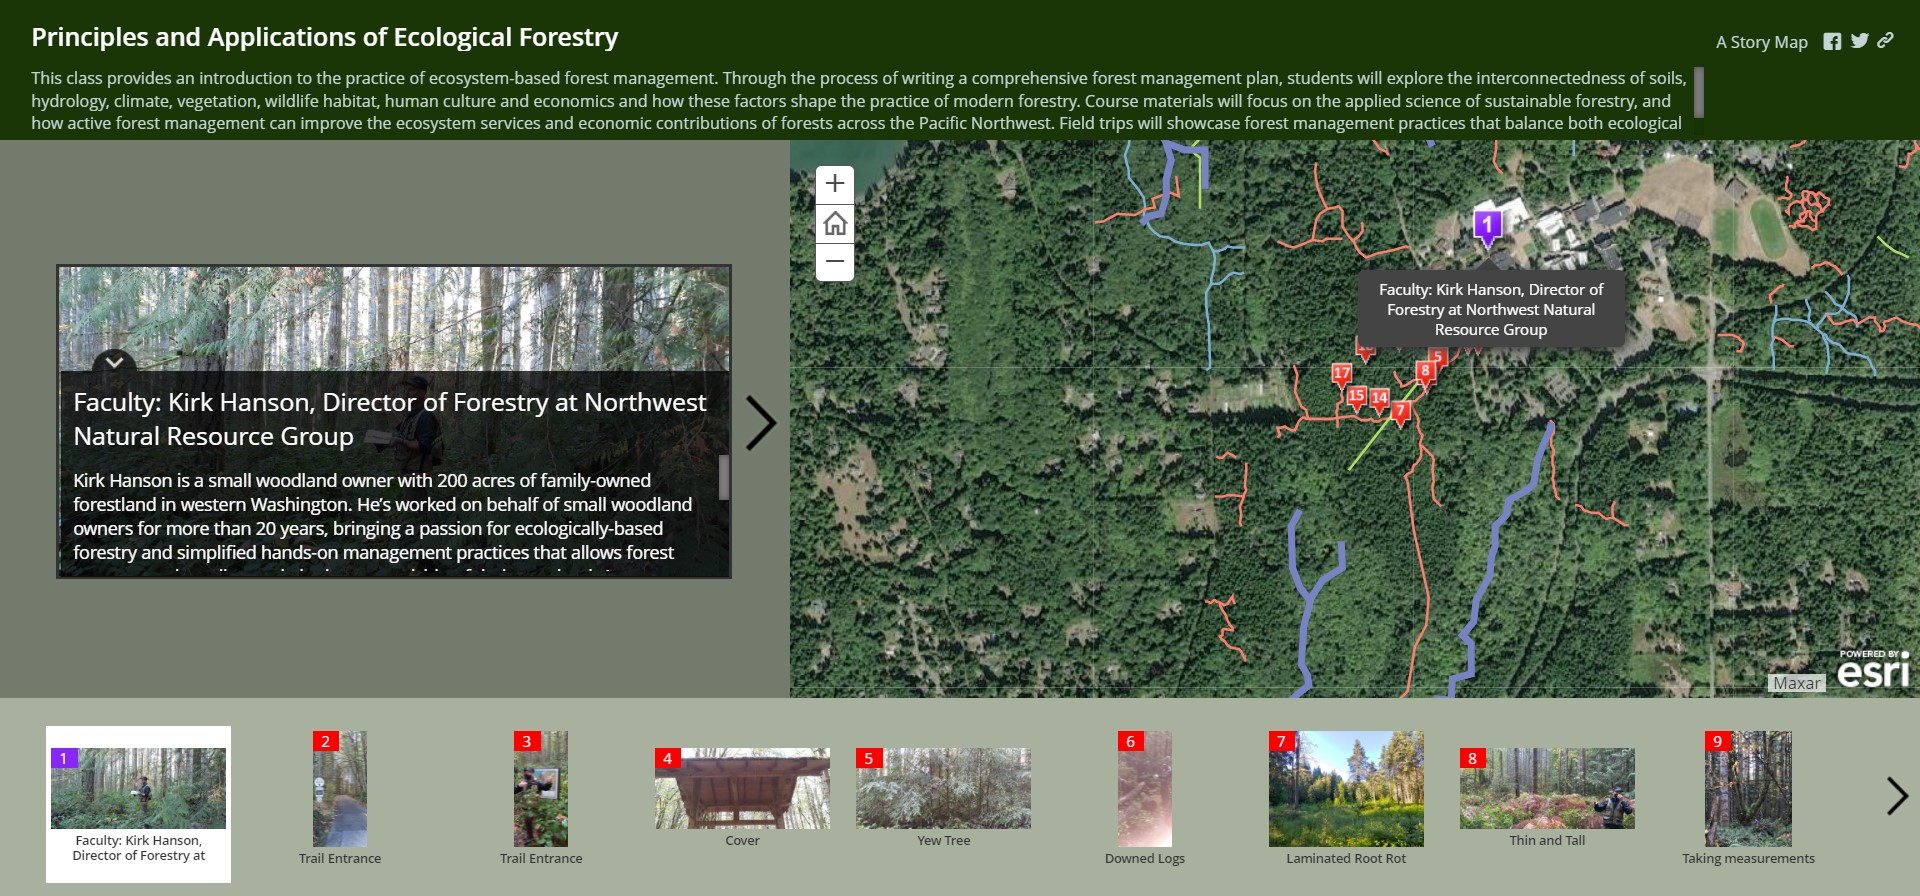 Principles and Applications of Ecological Forestry
A Story Map
This class provides an introduction to the practice of ecosystem-based forest management. Through the process of writing a comprehensive forest management plan, students will explore the interconnectedness of soils,
hydrology, climate, vegetation, wildlife habitat, human culture and economics and how these factors shape the practice of modern forestry. Course materials will focus on the applied science of sustainable forestry, and
how active forest management can improve the ecosystem services and economic contributions of forests across the Pacific Northwest. Field trips will showcase forest management practices that balance both ecological
Faculty: Kirk Hanson, Director of Forestry at Northwest
Natural Resource Group
Kirk Hanson is a small woodland owner with 200 acres of family-owned
forestland in western Washington. He's worked on behalf of small woodland
owners for more than 20 years, bringing a passion for ecologically-based
forestry and simplified hands-on management practices that allows forest
1
Faculty: Kirk Hanson, Director of
Forestry at Northwest Natural
Resource Group
5
17
8
15
14
7
POWERED BY
esri
Maxar
1
Faculty: Kirk Hanson,
Director of Forestry at
2
Trail Entrance
3
Trail Entrance
4
Cover
5
Yew Tree
6
Downed Logs
7
Laminated Root Rot
8
Thin and Tall
9
Taking measurements